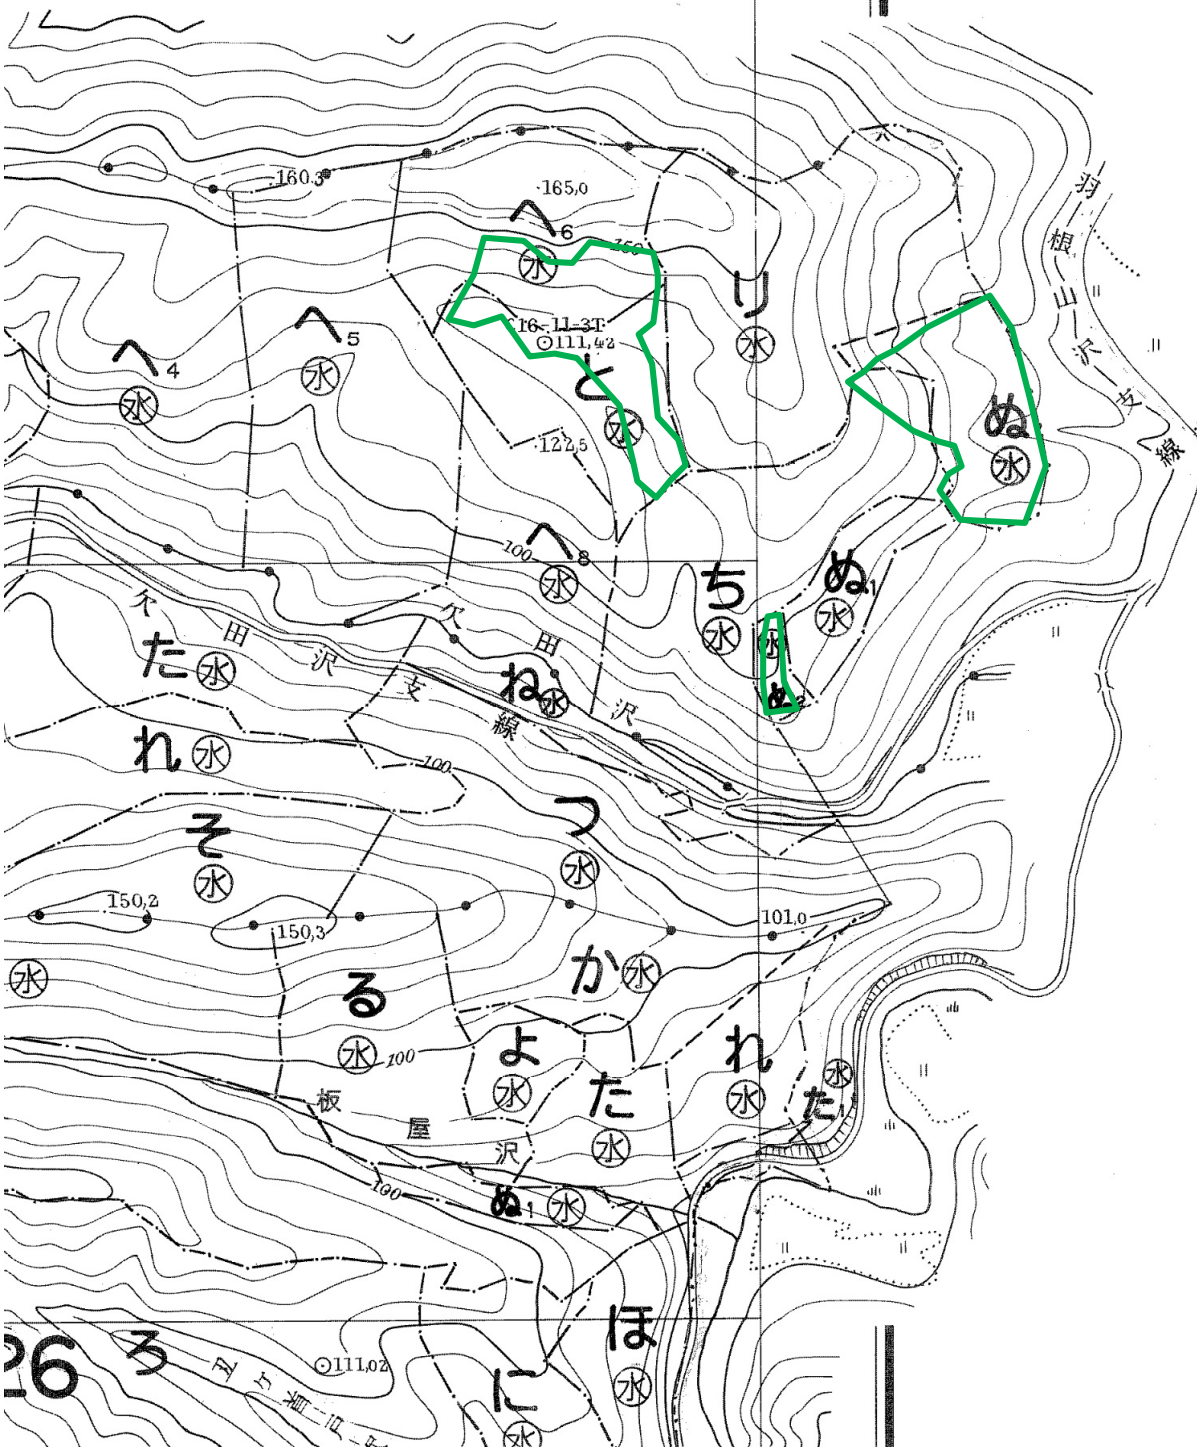 160.3
165,0
へ6
水
150
羽根山沢支線
り
水
へ5
水
へ4
水
16-11-3T
111,42
と
水
122,5
ぬ
水
100
へ8
水
ち
水
ぬ1
水
水
ぬ2
欠田沢支線
欠田沢
た
水
ね
水
れ
水
100
つ
水
そ
水
150,2
150,3
101,0
水
か
水
る
水
100
よ
水
た
水
れ
水
水
た1
板屋沢
100
ぬ1
水
ほ
水
26
ろ
111,02
に
水